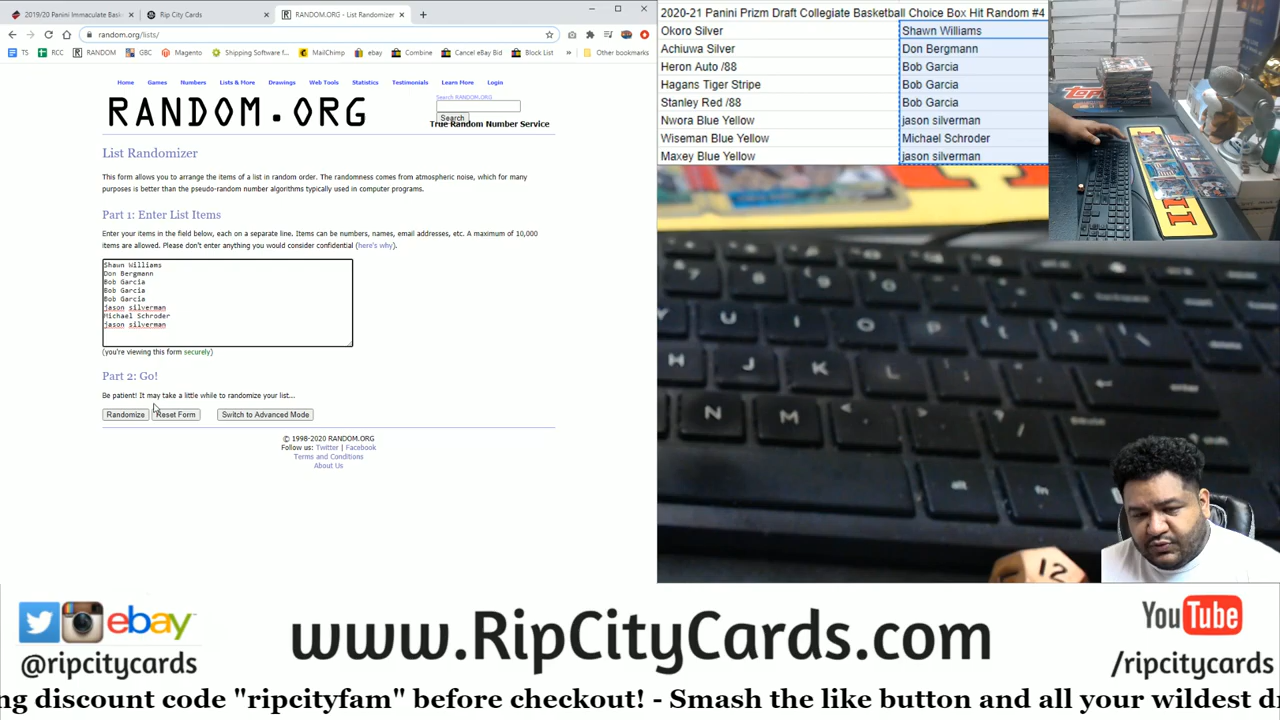 2019/20 Panini Immaculate Bask
Rip City Cards
RANDOM.ORG - List Randomizer
random.org/lists/
TS
RCC
RANDOM
GBC
Magento
Shipping Software f...
MailChimp
ebay
Combine
Cancel eBay Bid
Block List
Other bookmarks
Home Games Numbers Lists & More Drawings Web Tools Statistics Testimonials Learn More Login
Search RANDOM.ORG
RANDOM.ORG
Search
True Random Number Service
List Randomizer
This form allows you to arrange the items of a list in random order. The randomness comes from atmospheric noise, which for many
purposes is better than the pseudo-random number algorithms typically used in computer programs.
Part 1: Enter List Items
Enter your items in the field below, each on a separate line. Items can be numbers, names, email addresses, etc. A maximum of 10,000
items are allowed. Please don't enter anything you would consider confidential (here's why).
Shawn Williams
Don Bergmann
Bob Garcia
Bob Garcia
Bob Garcia
jason silverman
Michael Schroder
jason silverman
(you're viewing this form securely)
Part 2: Go!
Be patient! It may take a little while to randomize your list...
Randomize
Reset Form
Switch to Advanced Mode
© 1998-2020 RANDOM.ORG
Follow us: Twitter | Facebook
Terms and Conditions
About Us
2020-21 Panini Prizm Draft Collegiate Basketball Choice Box Hit Random #4
Okoro Silver Shawn Williams
Achiuwa Silver Don Bergmann
Heron Auto /88 Bob Garcia
Hagans Tiger Stripe Bob Garcia
Stanley Red /88 Bob Garcia
Nwora Blue Yellow jason silverman
Wiseman Blue Yellow Michael Schroder
Maxey Blue Yellow jason silverman
U I O P
H J K L
N M
12
ebay
@ripcitycards
www.RipCityCards.com
YouTube
/ripcitycards
ng discount code "ripcityfam" before checkout! - Smash the like button and all your wildest d